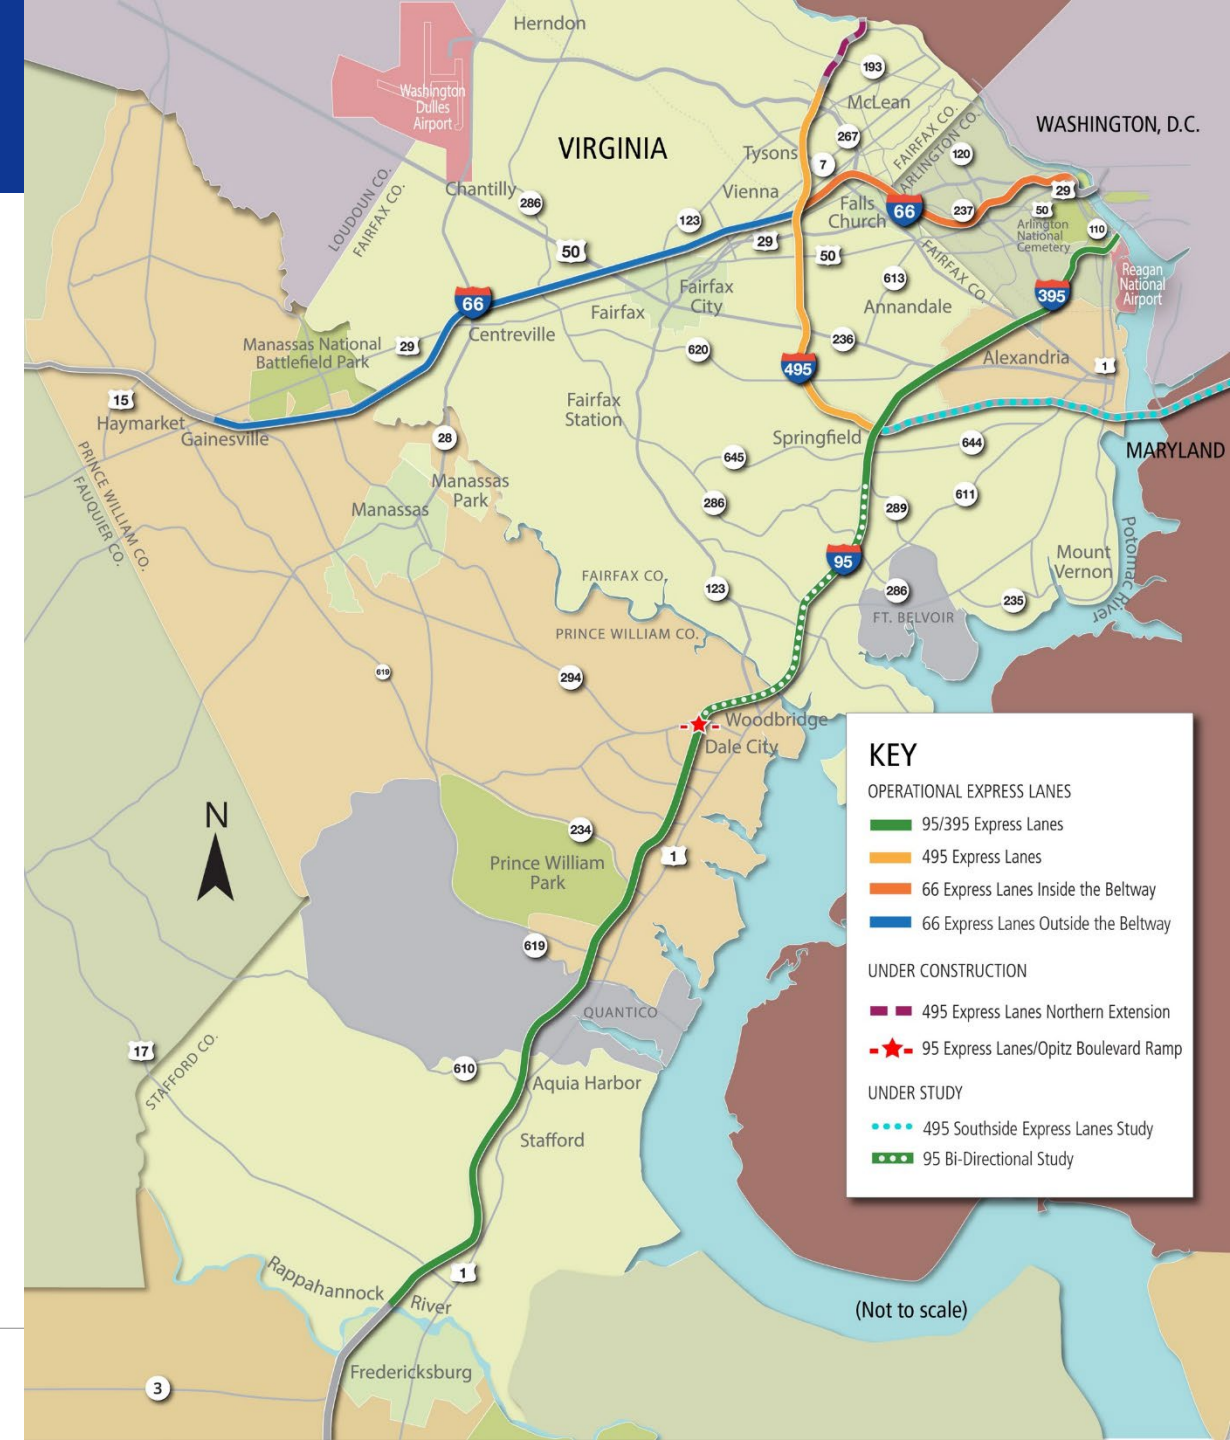 Herndon
193
McLean
Washington
Dulles
Airport
WASHINGTON, D.C.
VIRGINIA
267
FAIRFAX CO.
ARLINGTON CO.
120
Tysons
7
LOUDOUN CO.
FAIRFAX CO.
Chantilly
286
Vienna
29
123
Falls
Church
66
237
50
Arlington
National
Cemetery
110
50
29
50
FAIRFAX CO.
Reagan
National
Airport
613
395
Fairfax
City
Annandale
66
Fairfax
Centreville
236
Manassas National
Battlefield Park
29
620
495
Alexandria
1
15
Haymarket
Gainesville
Fairfax
Station
28
Springfield
644
MARYLAND
645
PRINCE WILLIAM CO.
FAUQUIER CO.
Manassas
Park
Manassas
286
289
611
95
Mount
Vernon
Potomac River
FAIRFAX CO.
123
286
235
FT. BELVOIR
PRINCE WILLIAM CO.
619
294
Woodbridge
Dale City
N
234
Prince William
Park
1
619
QUANTICO
17
STAFFORD CO.
610
Aquia Harbor
Stafford
1
Rappahannock
River
Fredericksburg
3
KEY
OPERATIONAL EXPRESS LANES
95/395 Express Lanes
495 Express Lanes
66 Express Lanes Inside the Beltway
66 Express Lanes Outside the Beltway
UNDER CONSTRUCTION
495 Express Lanes Northern Extension
95 Express Lanes/Opitz Boulevard Ramp
UNDER STUDY
495 Southside Express Lanes Study
95 Bi-Directional Study
(Not to scale)